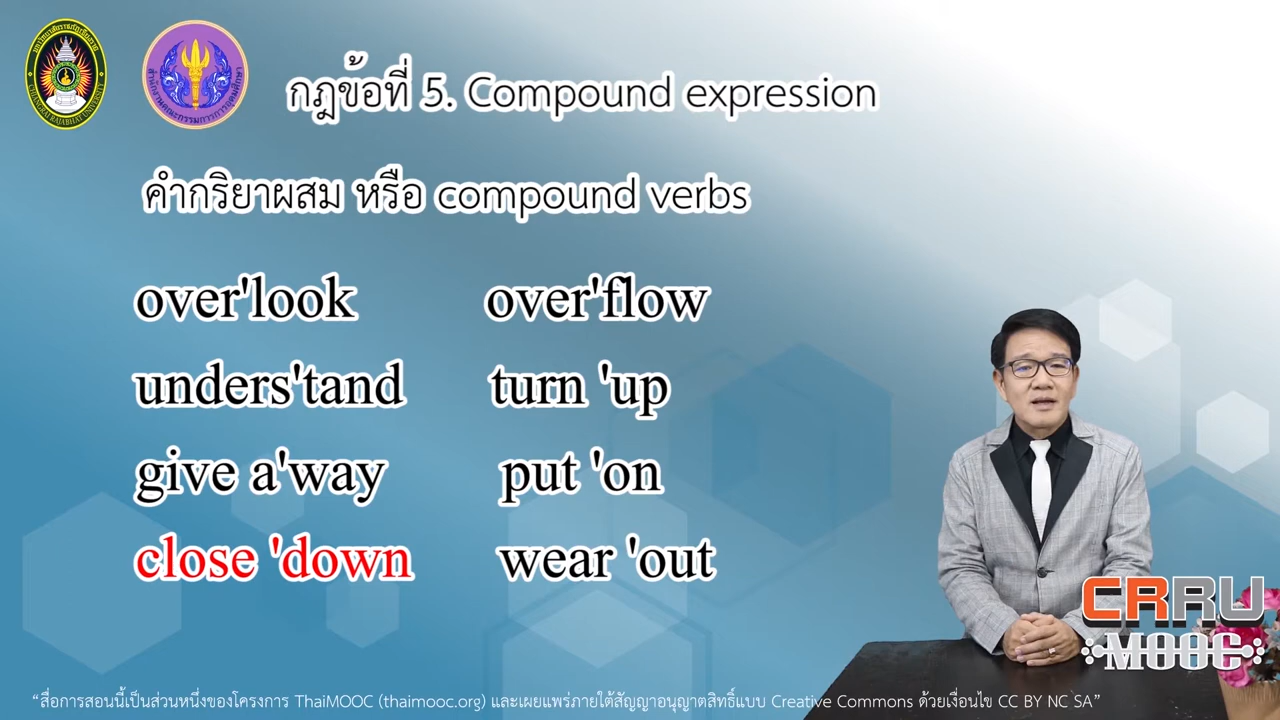 กฎข้อที่ 5. Compound expression
คำกริยาผสม หรือ compound verbs
over'look over'flow
unders'tand turn 'up
give a'way put 'on
close 'down wear 'out
CRRU
MOOC
“สื่อการสอนนี้เป็นส่วนหนึ่งของโครงการ ThaiMOOC (thaimooc.org) และเผยแพร่ภายใต้สัญญาอนุญาตสิทธิ์แบบ Creative Commons ด้วยเงื่อนไข CC BY NC SA”